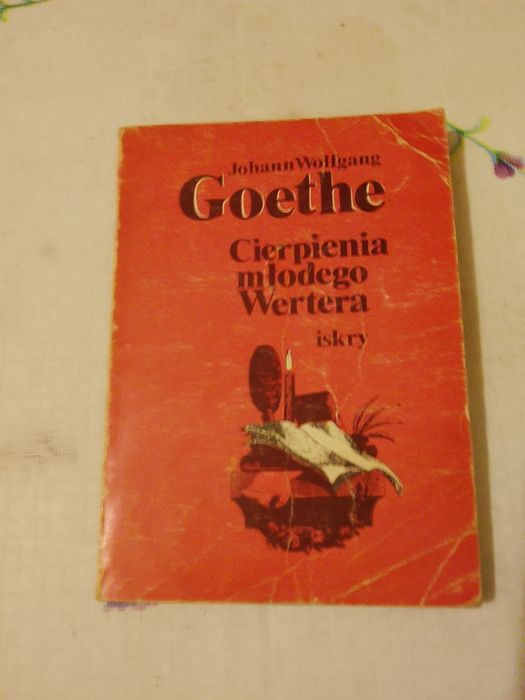 Johann Wolfgang
Goethe
Cierpienia
młodego
Wertera
iskry